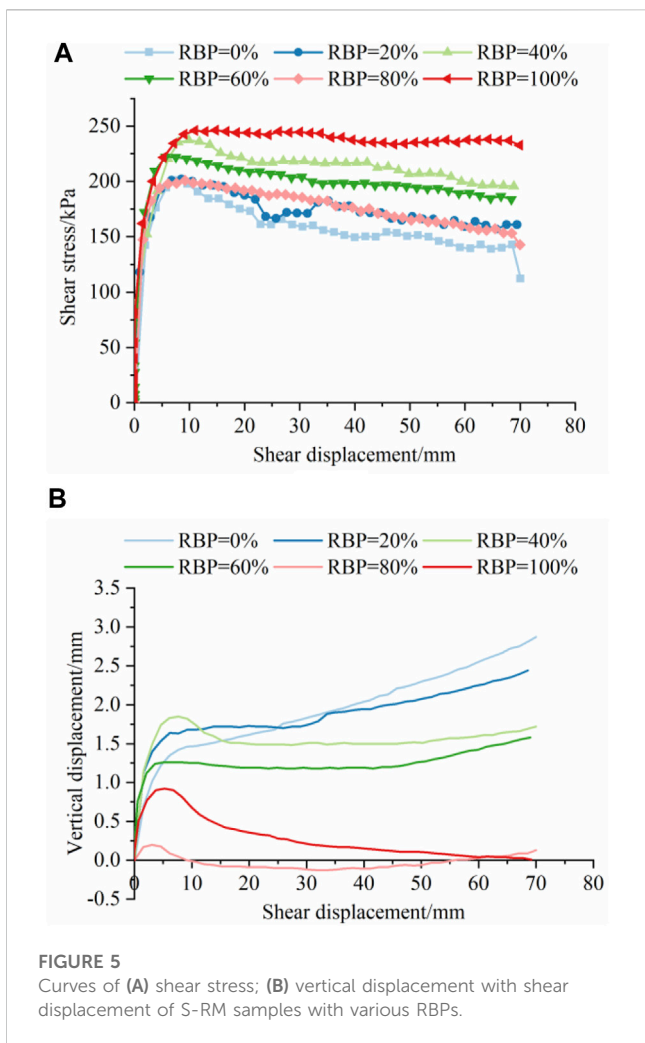 A
RBP=0% RBP=20% RBP=40%
RBP=60% RBP=80% RBP=100%
250
200
150
100
50
0
Shear stress/kPa
0 10 20 30 40 50 60 70 80
Shear displacement/mm
B
RBP=0% RBP=20% RBP=40%
RBP=60% RBP=80% RBP=100%
3.5
3.0
2.5
2.0
1.5
1.0
0.5
0.0
-0.5
Vertical displacement/mm
0 10 20 30 40 50 60 70 80
Shear displacement/mm
FIGURE 5
Curves of (A) shear stress; (B) vertical displacement with shear
displacement of S-RM samples with various RBPs.